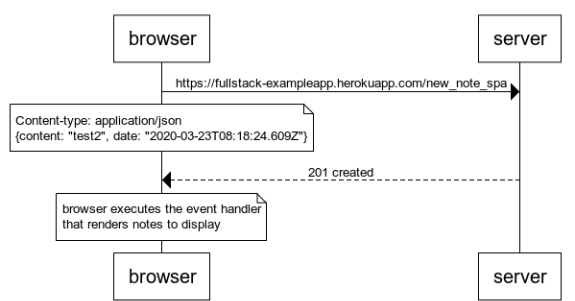 browser
server
https://fullstack-exampleapp.herokuapp.com/new_note_spa
Content-type: application/json
{content: "test2", date: "2020-03-23T08:18:24.609Z"}
201 created
browser executes the event handler
that renders notes to display
browser
server